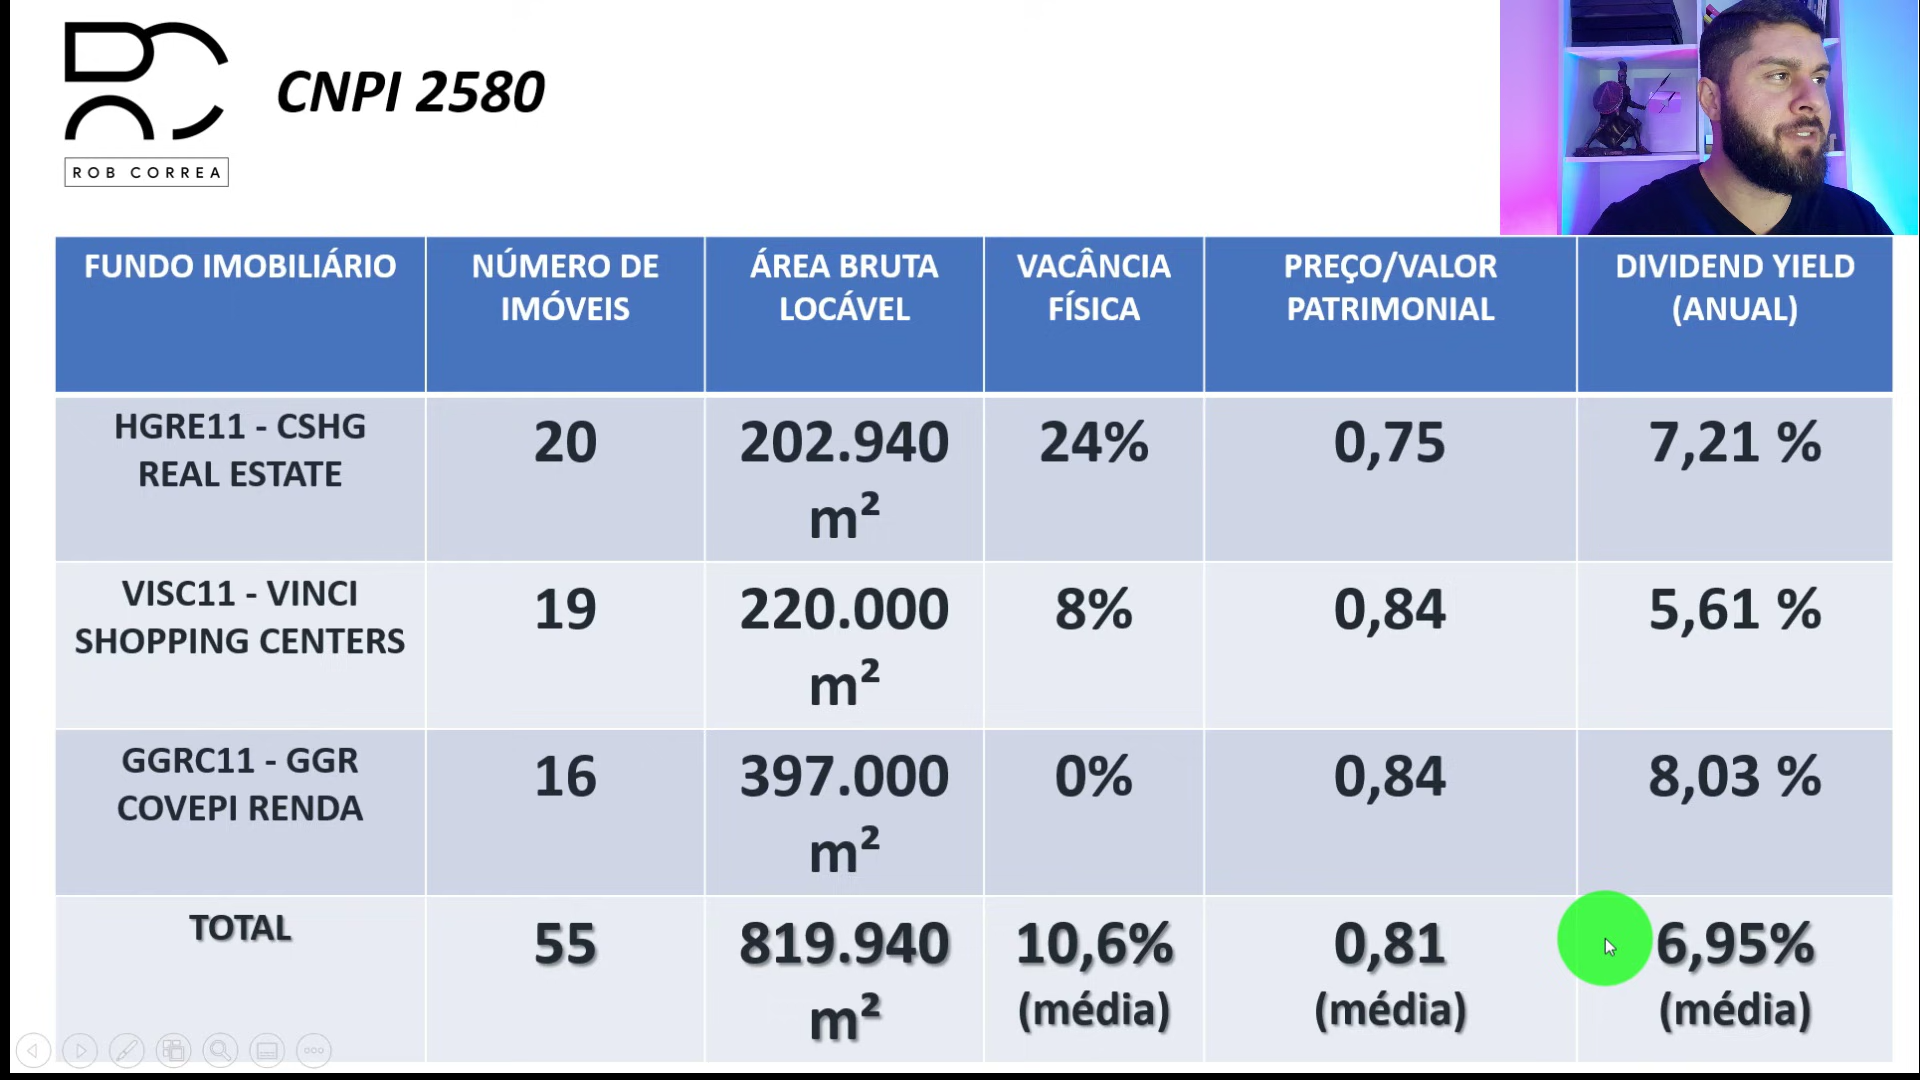 CNPI 2580
ROB CORREA
FUNDO IMOBILIÁRIO
NÚMERO DE
IMÓVEIS
ÁREA BRUTA
LOCÁVEL
VACÂNCIA
FÍSICA
PREÇO/VALOR
PATRIMONIAL
DIVIDEND YIELD
(ANUAL)
HGRE11 - CSHG
REAL ESTATE
20
202.940
m²
24%
0,75
7,21 %
VISC11 - VINCI
SHOPPING CENTERS
19
220.000
m²
8%
0,84
5,61 %
GGRC11 - GGR
COVEPI RENDA
16
397.000
m²
0%
0,84
8,03 %
TOTAL
55
819.940
m²
10,6%
(média)
0,81
(média)
6,95%
(média)